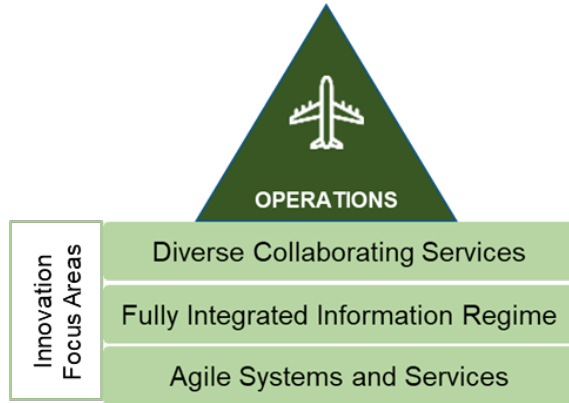 OPERATIONS
Innovation
Focus Areas
Diverse Collaborating Services
Fully Integrated Information Regime
Agile Systems and Services